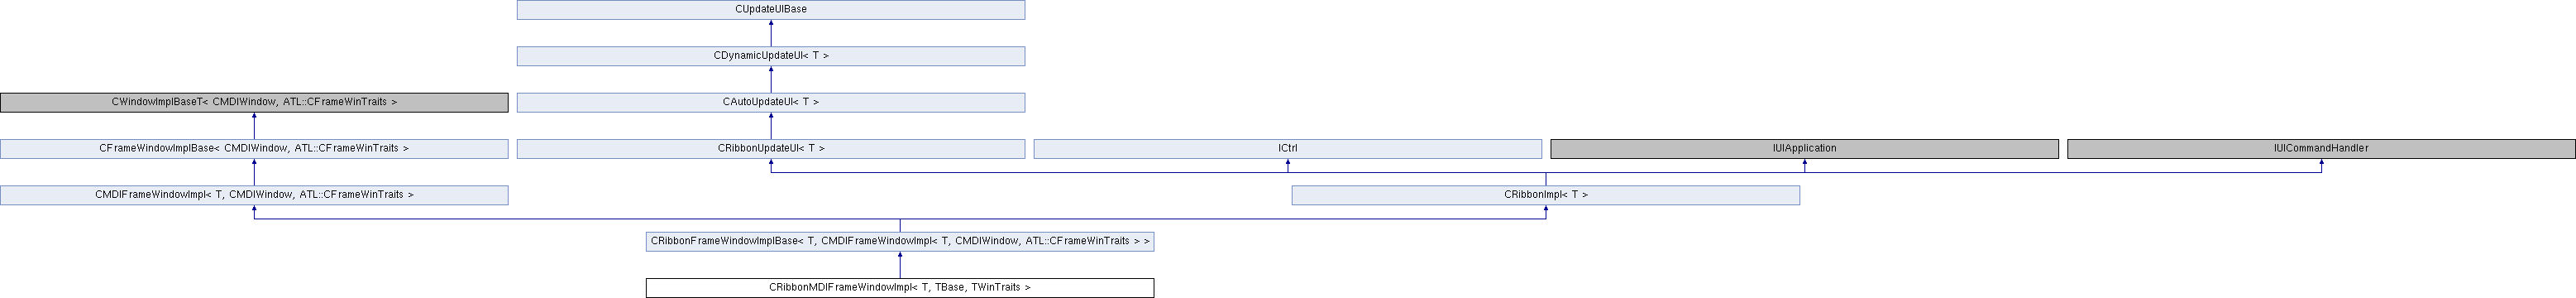 CUpdateUIBase
CDynamicUpdateUI< T >
CWindowImplBaseT< CMDIWindow, ATL::CFrameWinTraits >
CAutoUpdateUI< T >
CFrameWindowImplBase< CMDIWindow, ATL::CFrameWinTraits >
CRibbonUpdateUI< T >
ICtrl
IUIApplication
IUICommandHandler
CMDIFrameWindowImpl< T, CMDIWindow, ATL::CFrameWinTraits >
CRibbonImpl< T >
CRibbonFrameWindowImplBase< T, CMDIFrameWindowImpl< T, CMDIWindow, ATL::CFrameWinTraits > >
CRibbonMDIFrameWindowImpl< T, TBase, TWinTraits >